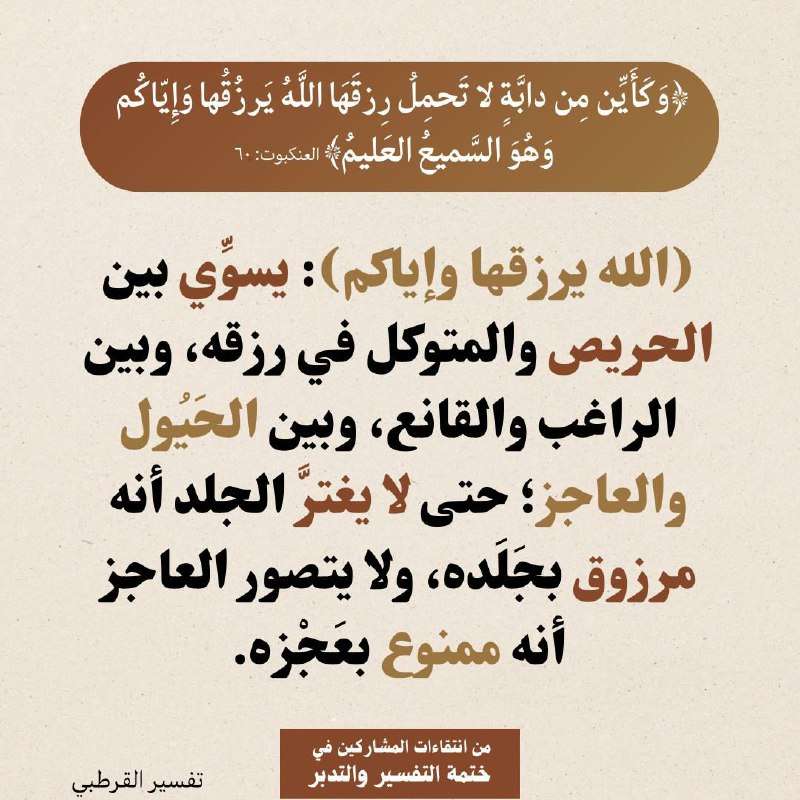 ﴿وَكَأَيِّن مِن دابَّةٍ لا تَحمِلُ رِزقَهَا اللَّهُ يَرزُقُها وَإِيّاكُم
وَهُوَ السَّميعُ العَليمُ﴾ العنكبوت: ٦٠
(الله يرزقها وإياكم): يسوِّي بين
الحريص والمتوكل في رزقه، وبين
الراغب والقانع، وبين الحَيُول
والعاجز؛ حتى لا يغترَّ الجلد أنه
مرزوق بجَلَده، ولا يتصور العاجز
أنه ممنوع بعَجْزه.
من انتقاءات المشاركين في
ختمة التفسير والتدبر
تفسير القرطبي